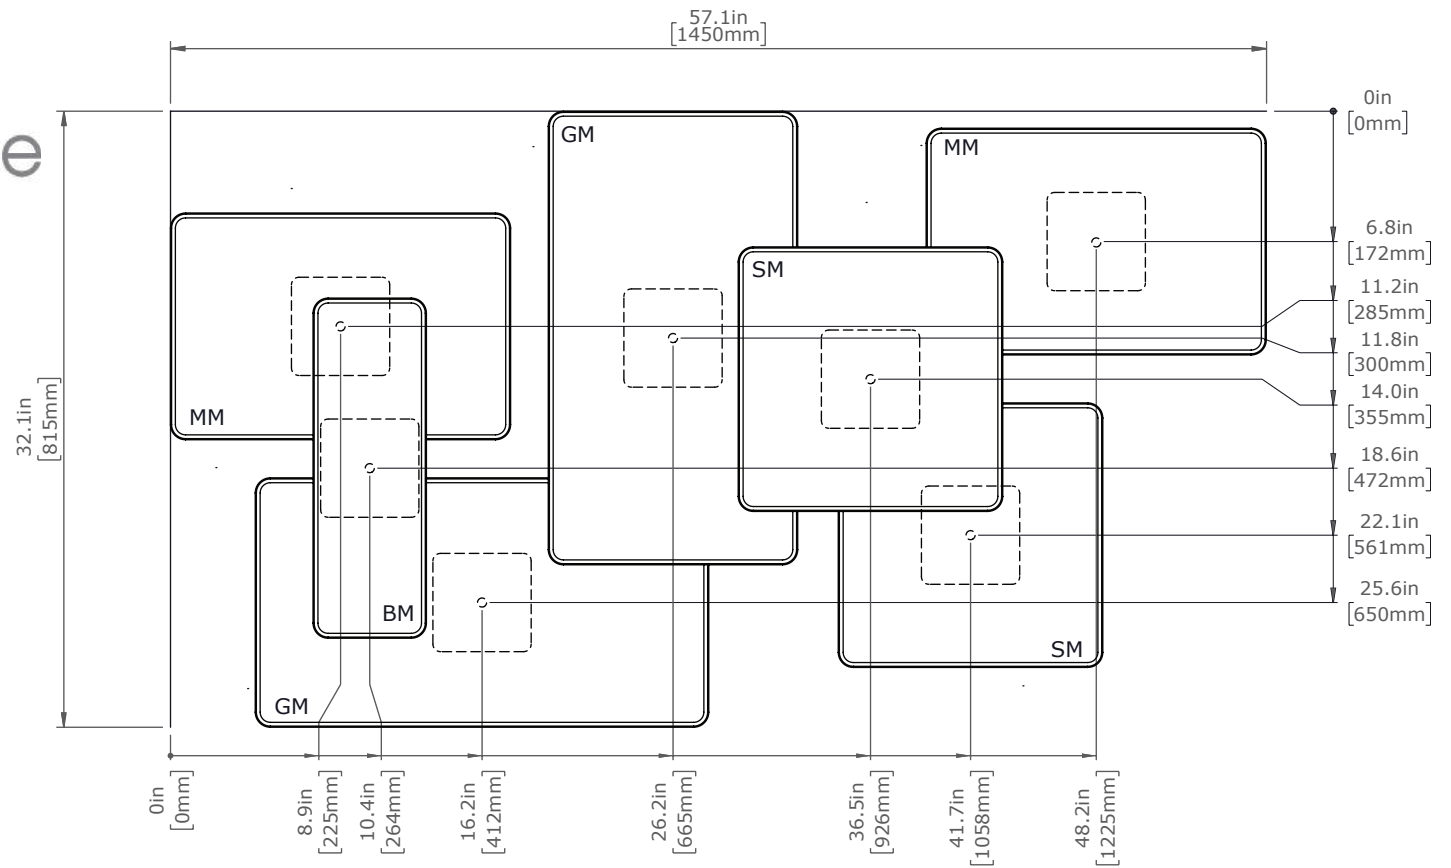 57.1in
[1450mm]
0in
[0mm]
e
GM
MM
6.8in
[172mm]
SM
11.2in
[285mm]
11.8in
[300mm]
14.0in
[355mm]
MM
32.1in
[815mm]
18.6in
[472mm]
22.1in
[561mm]
25.6in
[650mm]
BM
SM
GM
0in
[0mm]
8.9in
[225mm]
10.4in
[264mm]
16.2in
[412mm]
26.2in
[665mm]
36.5in
[926mm]
41.7in
[1058mm]
48.2in
[1225mm]